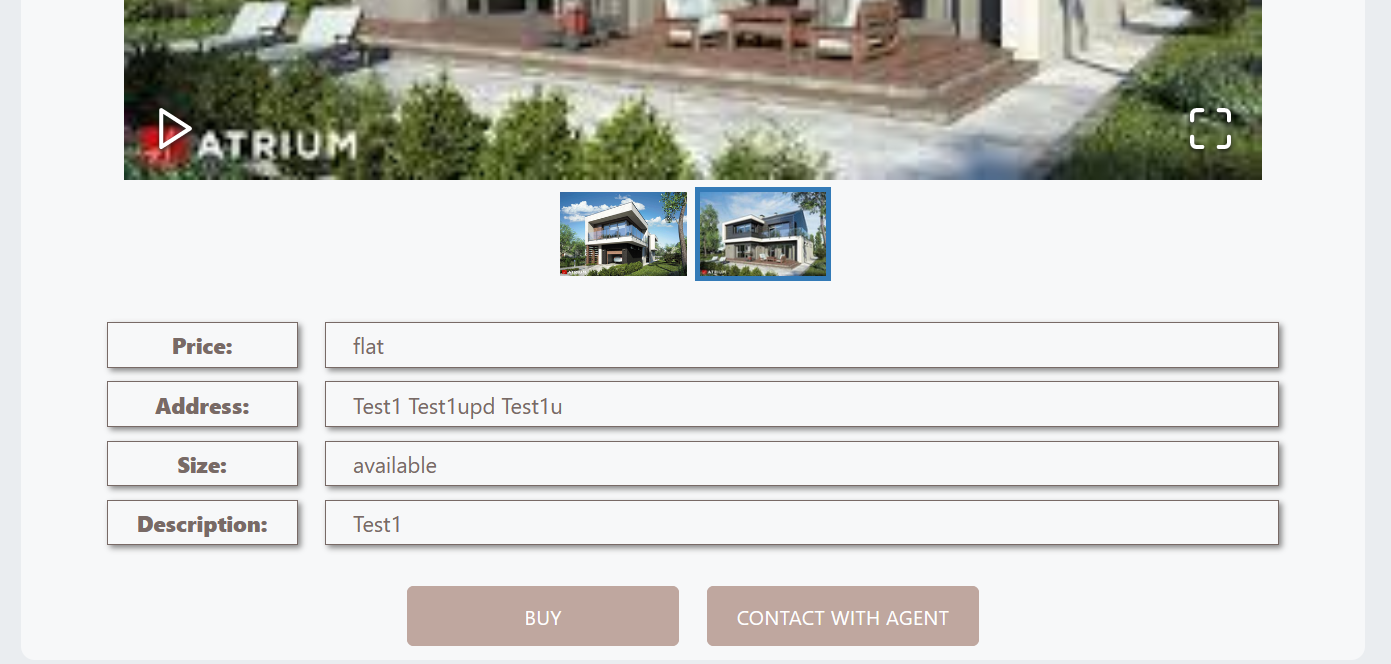 ATRIUM
Price: flat
Address: Test1 Test1upd Test1u
Size: available
Description: Test1
BUY CONTACT WITH AGENT